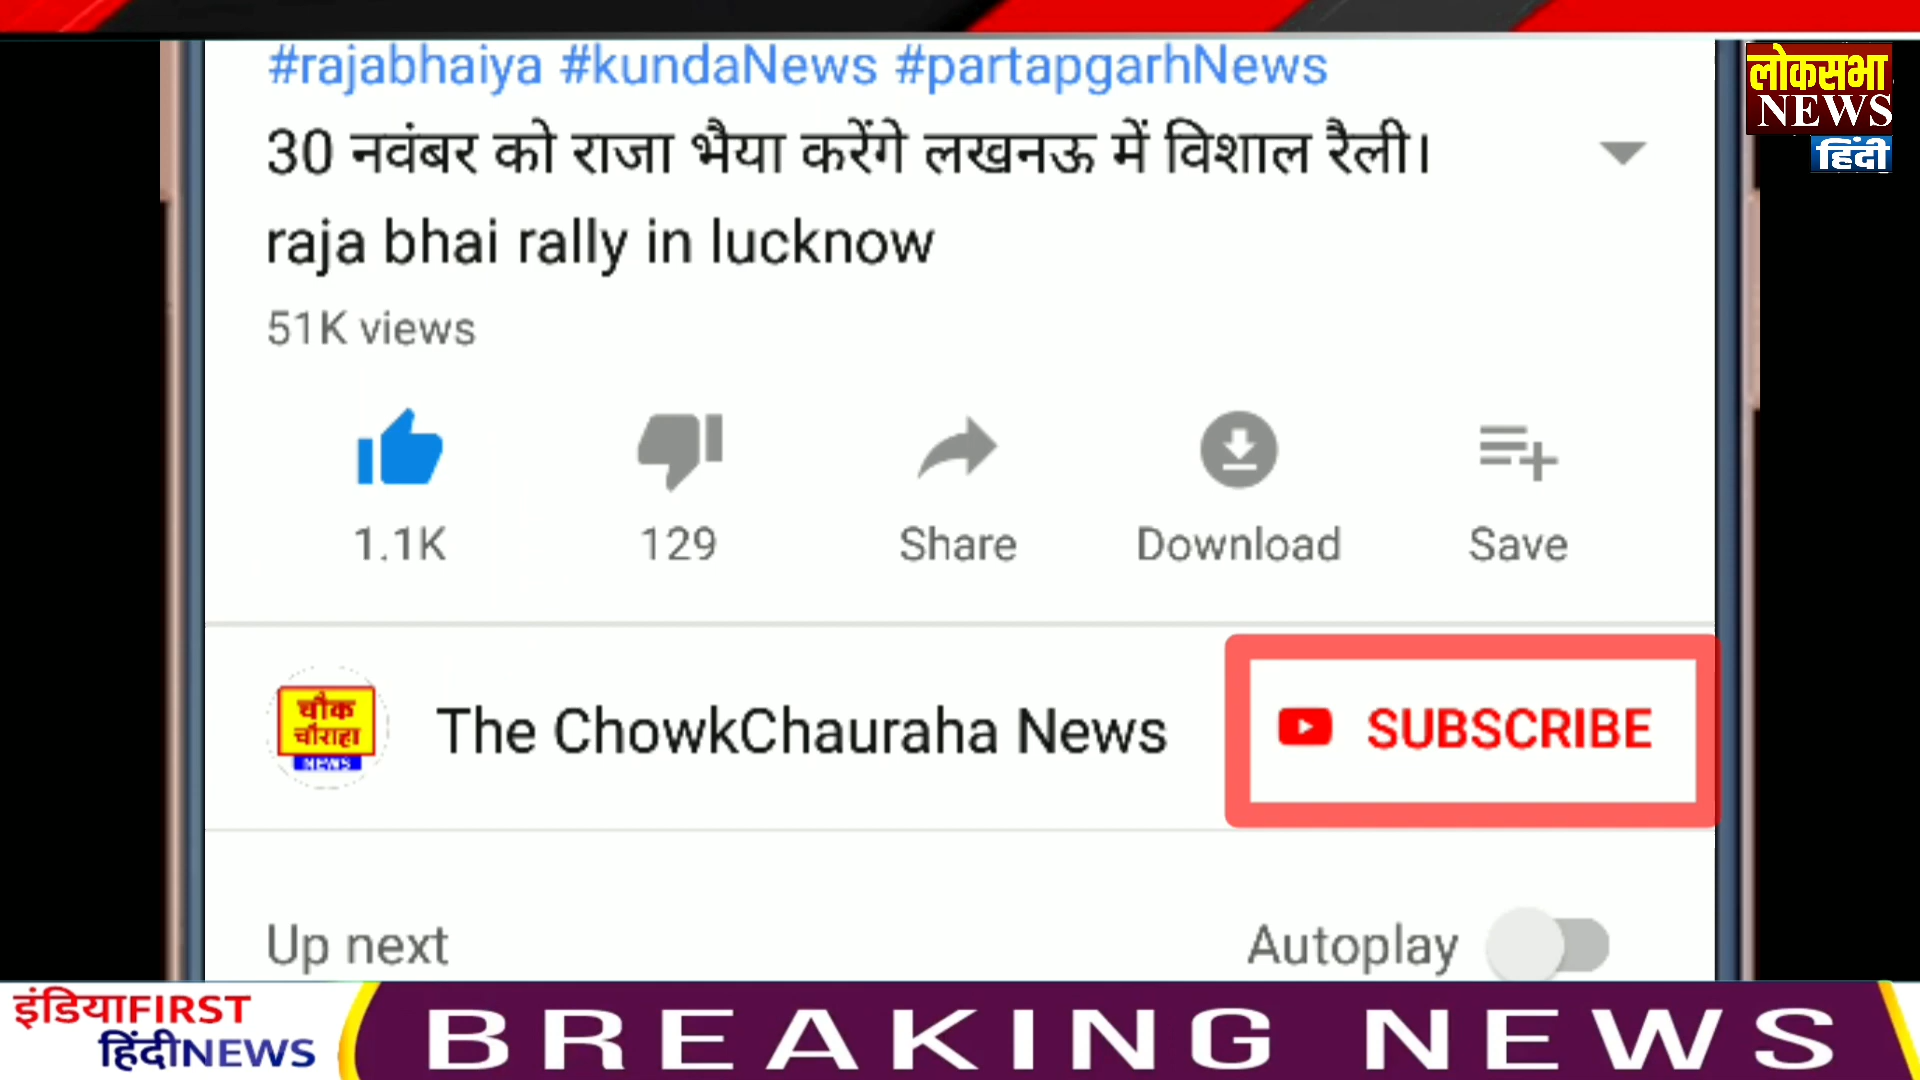 #rajabhaiya #kundaNews #partapgarhNews
30 नवंबर को राजा भैया करेंगे लखनऊ में विशाल रैली।
raja bhai rally in lucknow
51K views
1.1K 129 Share Download Save
चौक
चौराहा
NEWS
The ChowkChauraha News
SUBSCRIBE
Up next Autoplay
लोकसभा
NEWS
हिंदी
इंडियाFIRST
हिंदीNEWS
BREAKING NEWS